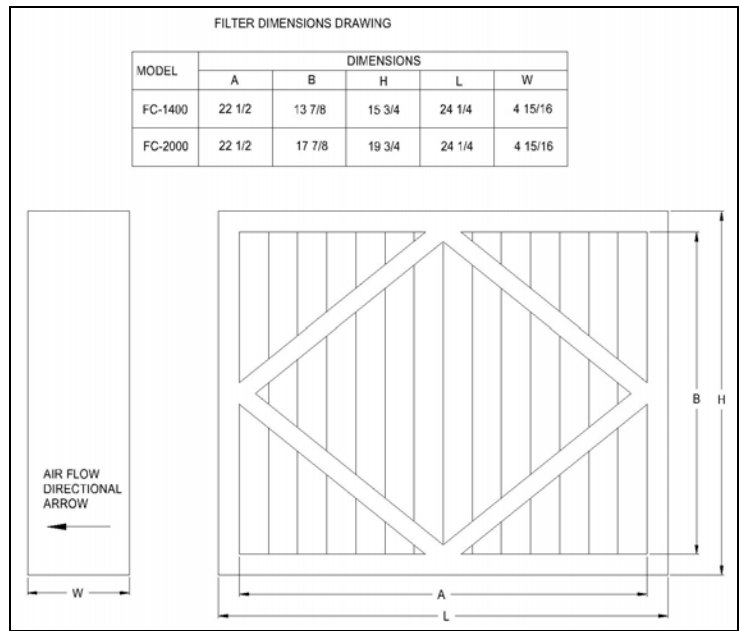 FILTER DIMENSIONS DRAWING
MODEL DIMENSIONS
A B H L W
FC-1400 22 1/2 13 7/8 15 3/4 24 1/4 4 15/16
FC-2000 22 1/2 17 7/8 19 3/4 24 1/4 4 15/16
AIR FLOW
DIRECTIONAL
ARROW
W
B H
A
L